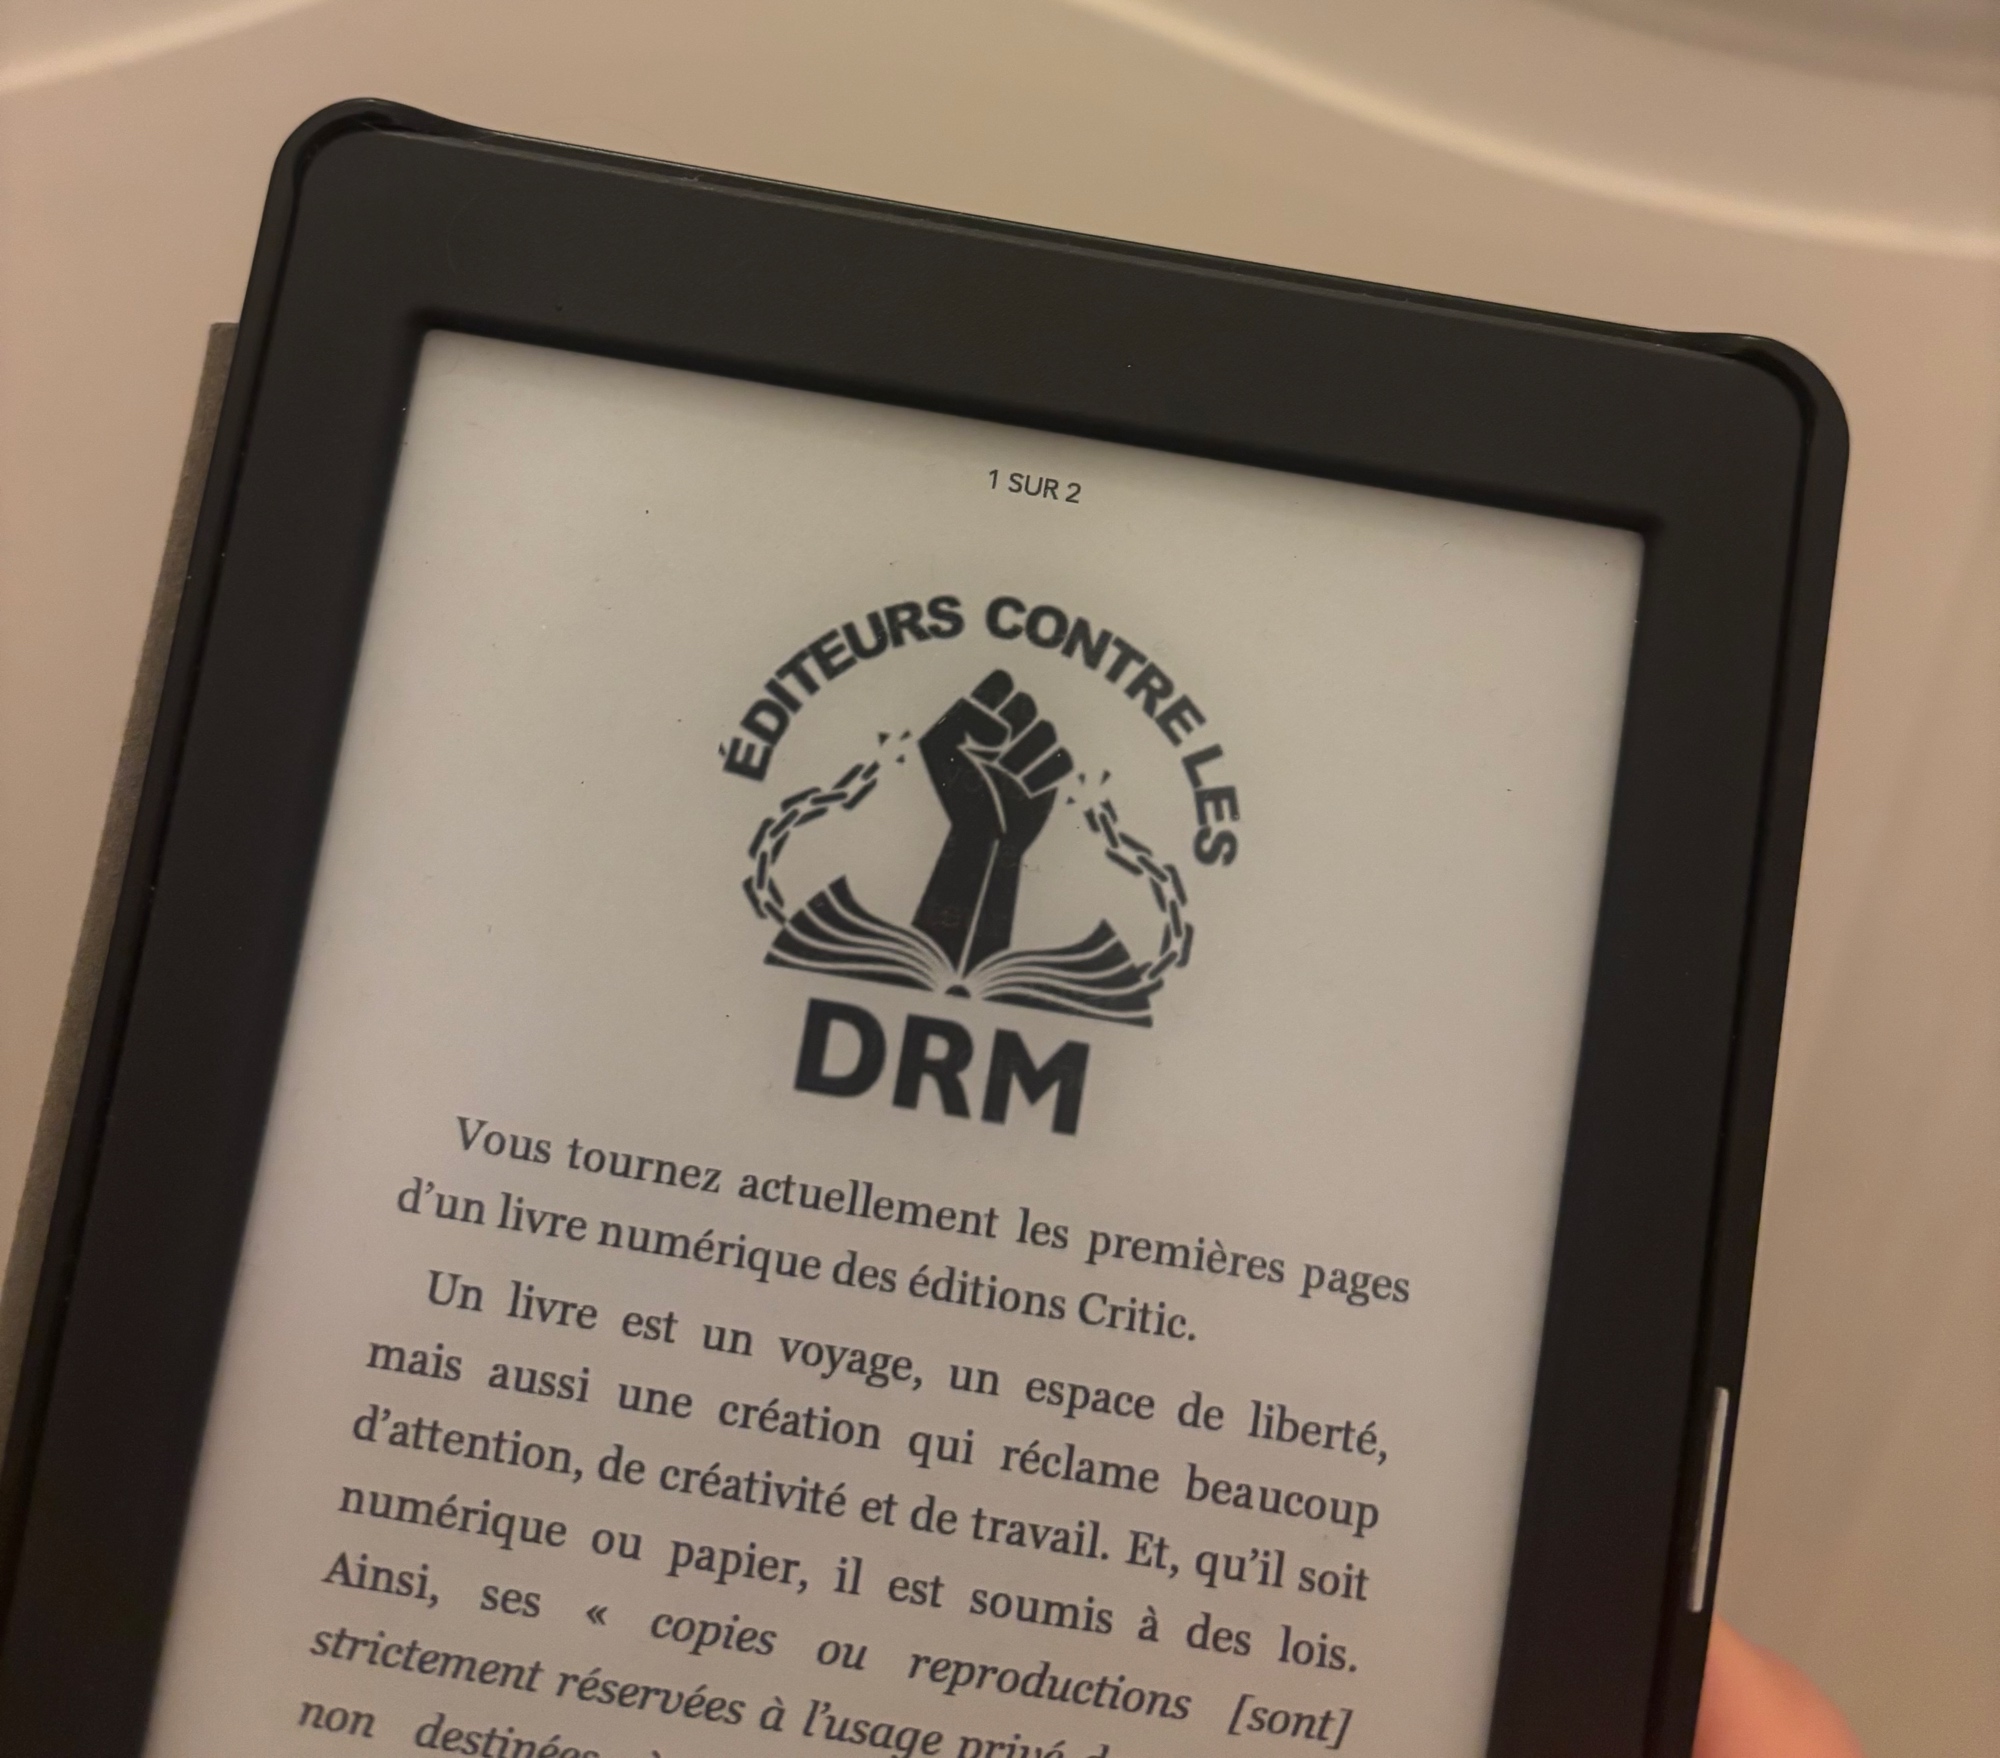 1 SUR 2
ÉDITEURS CONTRE LES
DRM
Vous tournez actuellement les premières pages
d’un livre numérique des éditions Critic.
Un livre est un voyage, un espace de liberté,
mais aussi une création qui réclame beaucoup
d’attention, de créativité et de travail. Et, qu’il soit
numérique ou papier, il est soumis à des lois.
Ainsi, ses « copies ou reproductions [sont]
strictement réservées à l’usage privé
non destinées